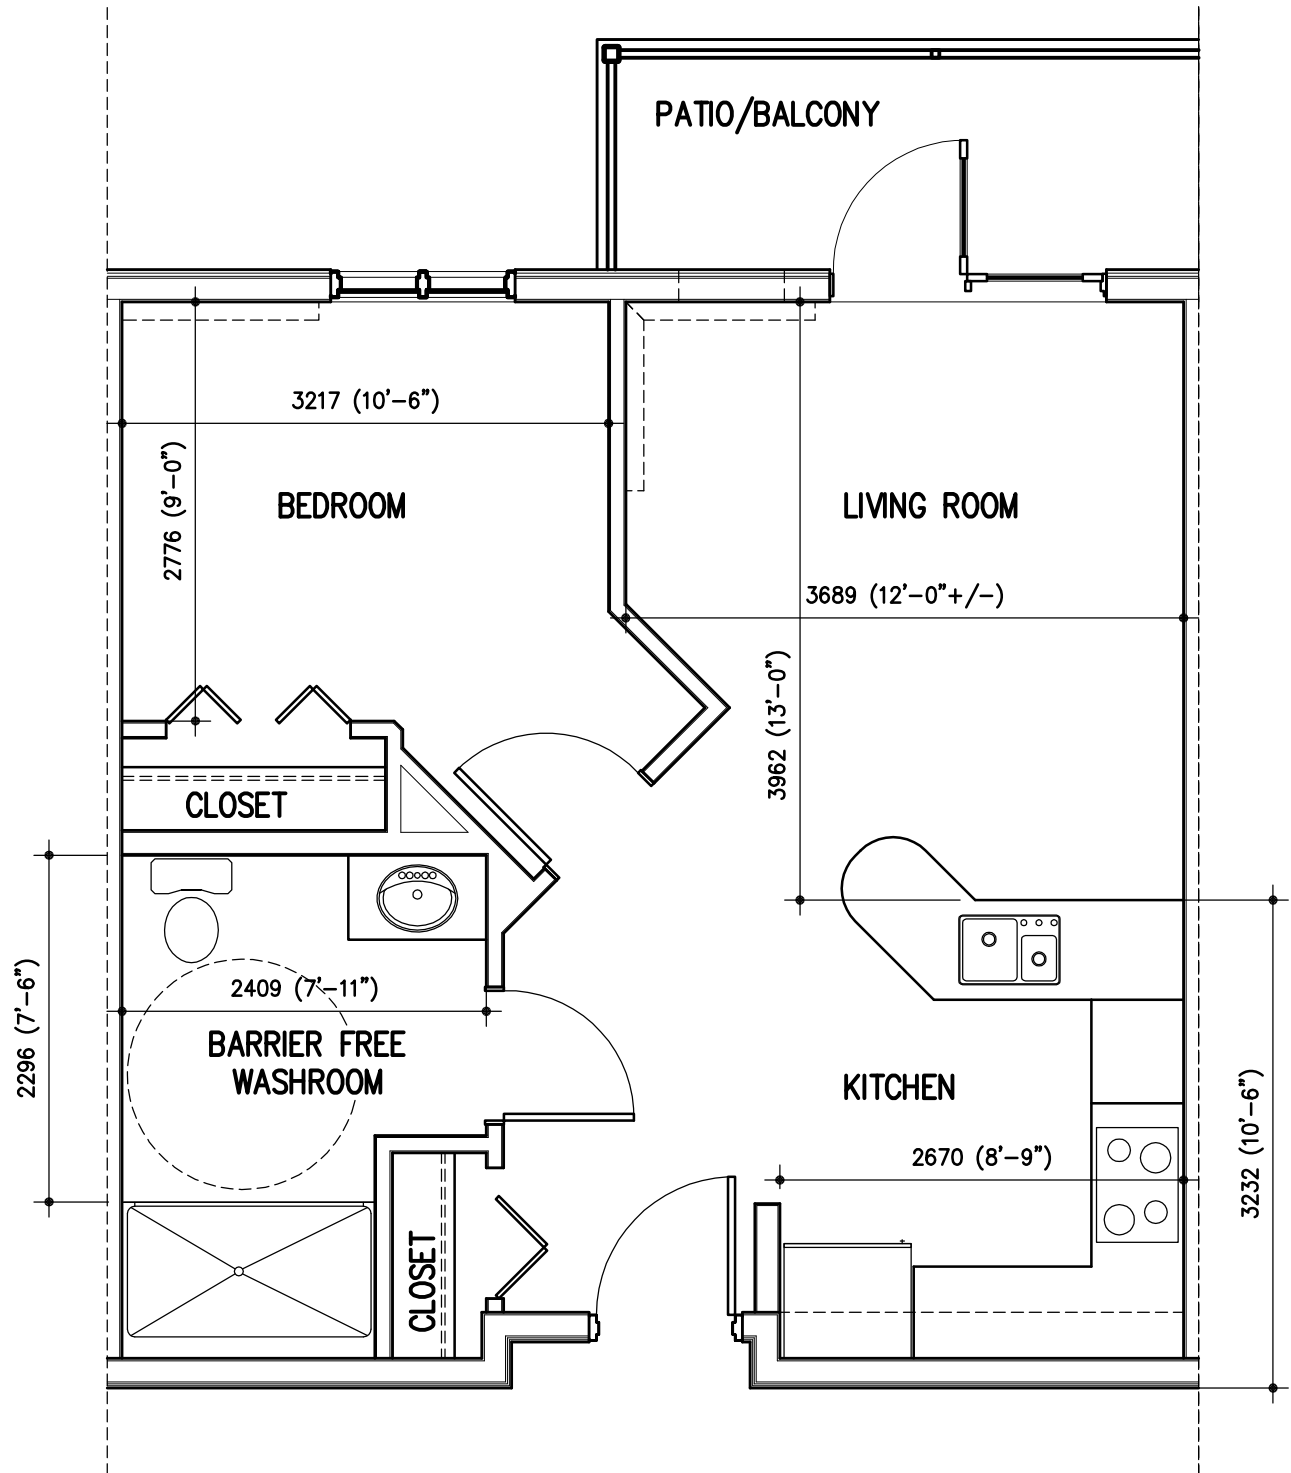 PATIO/BALCONY
3217 (10'-6")
2776 (9'-0")
BEDROOM
LIVING ROOM
3689 (12'-0"+/-)
3962 (13'-0")
CLOSET
2296 (7'-6")
2409 (7'-11")
BARRIER FREE
WASHROOM
KITCHEN
2670 (8'-9")
3232 (10'-6")
CLOSET